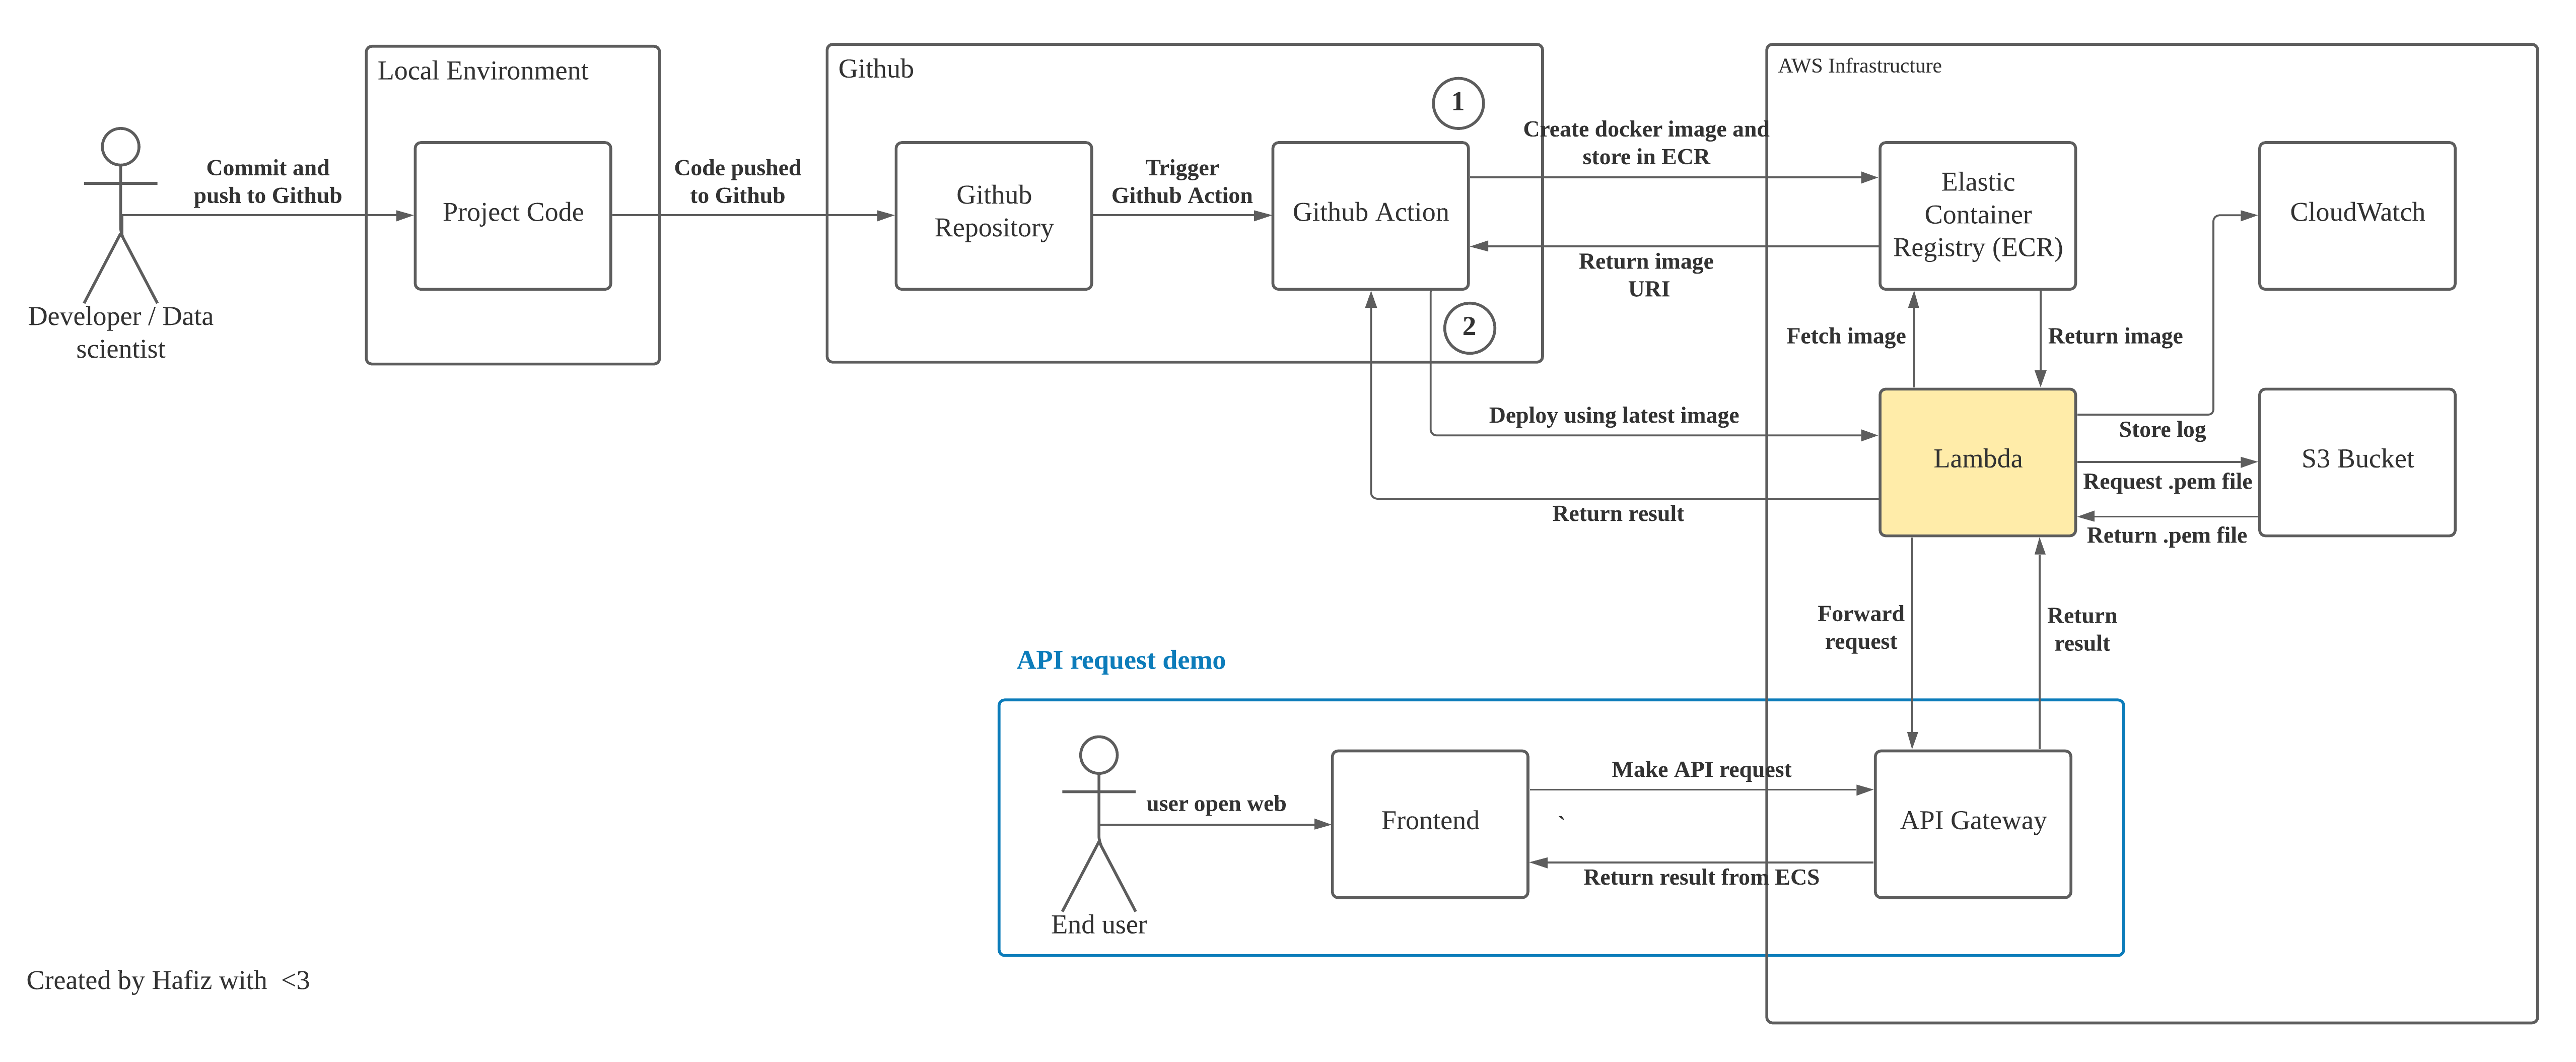 Local Environment
Github
AWS Infrastructure
1
Commit and
push to Github
Project Code
Code pushed
to Github
Github
Repository
Trigger
Github Action
Github Action
Create docker image and
store in ECR
Return image
URI
Elastic
Container
Registry (ECR)
CloudWatch
Developer / Data
scientist
2
Fetch image
Return image
Deploy using latest image
Return result
Lambda
Store log
Request .pem file
Return .pem file
S3 Bucket
Forward
request
Return
result
API request demo
user open web
Frontend
Make API request
`
Return result from ECS
API Gateway
End user
Created by Hafiz with <3